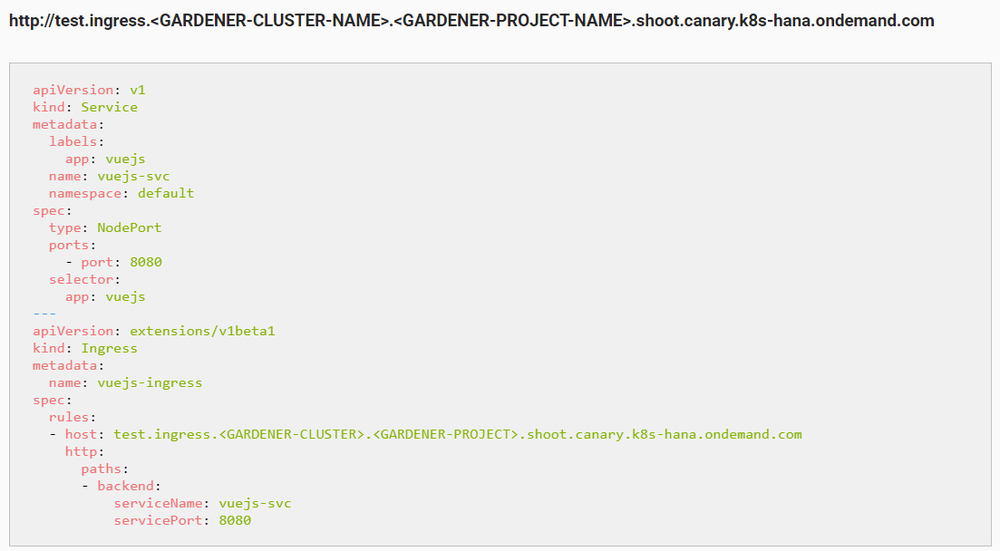 http://test.ingress.<GARDENER-CLUSTER-NAME>.<GARDENER-PROJECT-NAME>.shoot.canary.k8s-hana.ondemand.com
apiVersion: v1
kind: Service
metadata:
  labels:
    app: vuejs
  name: vuejs-svc
  namespace: default
spec:
  type: NodePort
  ports:
    - port: 8080
  selector:
    app: vuejs
---
apiVersion: extensions/v1beta1
kind: Ingress
metadata:
  name: vuejs-ingress
spec:
  rules:
  - host: test.ingress.<GARDENER-CLUSTER>.<GARDENER-PROJECT>.shoot.canary.k8s-hana.ondemand.com
    http:
      paths:
      - backend:
          serviceName: vuejs-svc
          servicePort: 8080